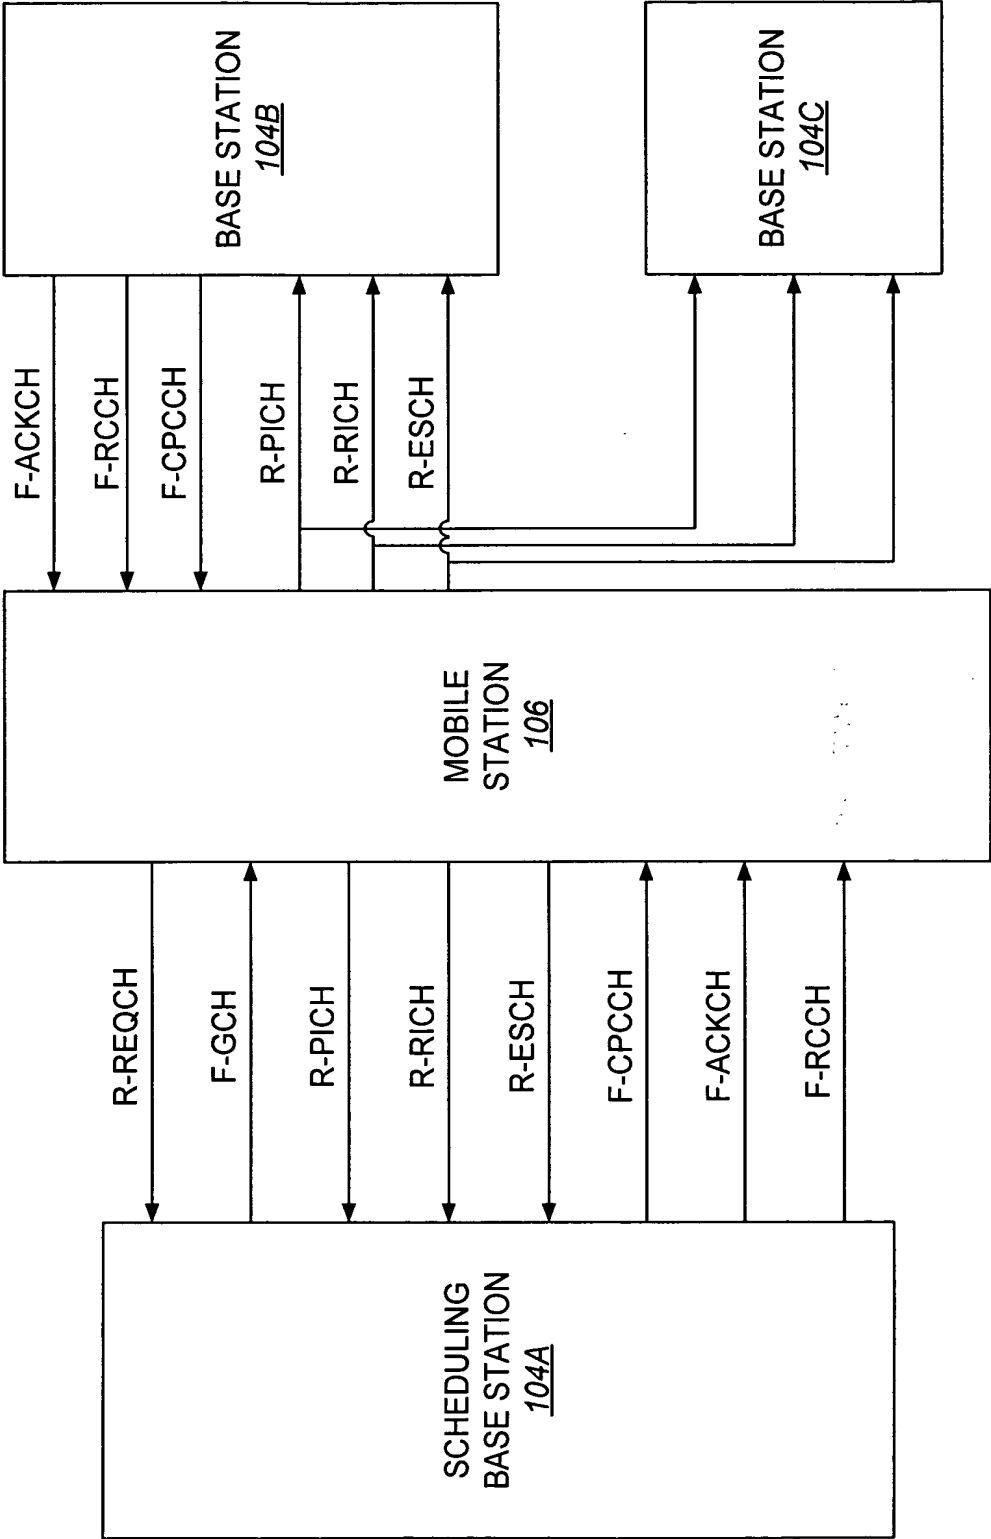 SCHEDULING
BASE STATION
104A
R-REQCH
F-GCH
R-PICH
R-RICH
R-ESCH
F-CPCCH
F-ACKCH
F-RCCH
MOBILE
STATION
106
F-ACKCH
F-RCCH
F-CPCCH
R-PICH
R-RICH
R-ESCH
BASE STATION
104B
BASE STATION
104C